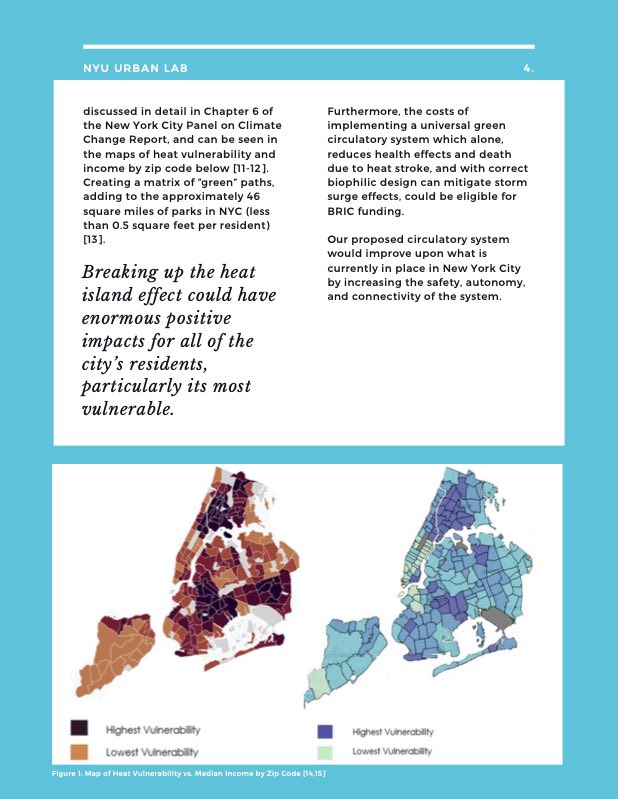 NYU URBAN LAB
4.
discussed in detail in Chapter 6 of
the New York City Panel on Climate
Change Report, and can be seen in
the maps of heat vulnerability and
income by zip code below [11-12].
Creating a matrix of "green" paths,
adding to the approximately 46
square miles of parks in NYC (less
than 0.5 square feet per resident)
[13].
Breaking up the heat
island effect could have
enormous positive
impacts for all of the
city's residents,
particularly its most
vulnerable.
Furthermore, the costs of
implementing a universal green
circulatory system which alone,
reduces health effects and death
due to heat stroke, and with correct
biophilic design can mitigate storm
surge effects, could be eligible for
BRIC funding.
Our proposed circulatory system
would improve upon what is
currently in place in New York City
by increasing the safety, autonomy,
and connectivity of the system.
Highest Vulnerability
Lowest Vulnerability
Highest Vulnerability
Lowest Vulnerability
Figure 1: Map of Heat Vulnerability vs. Median Income by Zip Code [14,15]